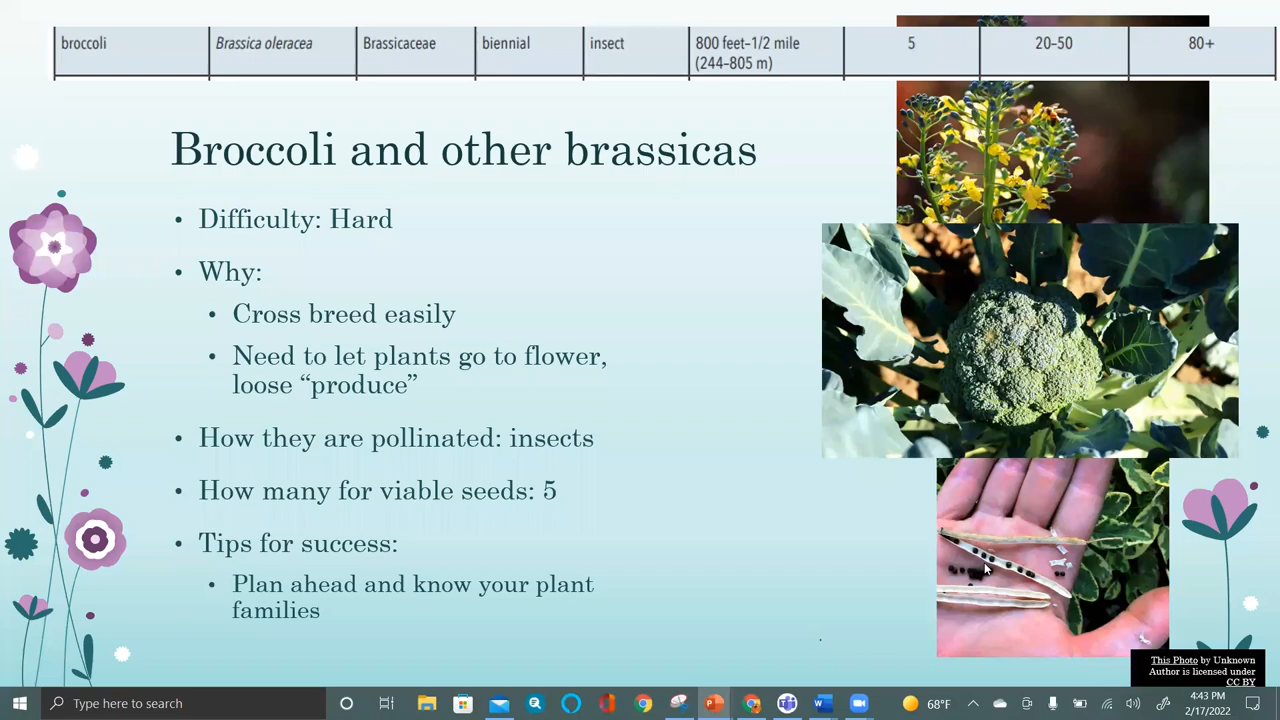 broccoli Brassica oleracea Brassicaceae biennial insect 800 feet–1/2 mile 5 20–50 80+
(244–805 m)
Broccoli and other brassicas
• Difficulty: Hard
• Why:
• Cross breed easily
• Need to let plants go to flower,
loose “produce”
• How they are pollinated: insects
• How many for viable seeds: 5
• Tips for success:
• Plan ahead and know your plant
families
This Photo by Unknown
Author is licensed under
CC BY
Type here to search
68°F
4:43 PM
2/17/2022